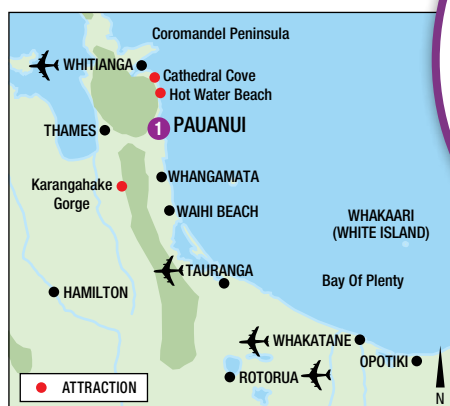 Coromandel Peninsula
WHITIANGA
Cathedral Cove
Hot Water Beach
THAMES
1 PAUANUI
Karangahake
Gorge
WHANGAMATA
WAIHI BEACH
WHAKAARI
(WHITE ISLAND)
TAURANGA
Bay Of Plenty
HAMILTON
WHAKATANE
OPOTIKI
ROTORUA
ATTRACTION
N